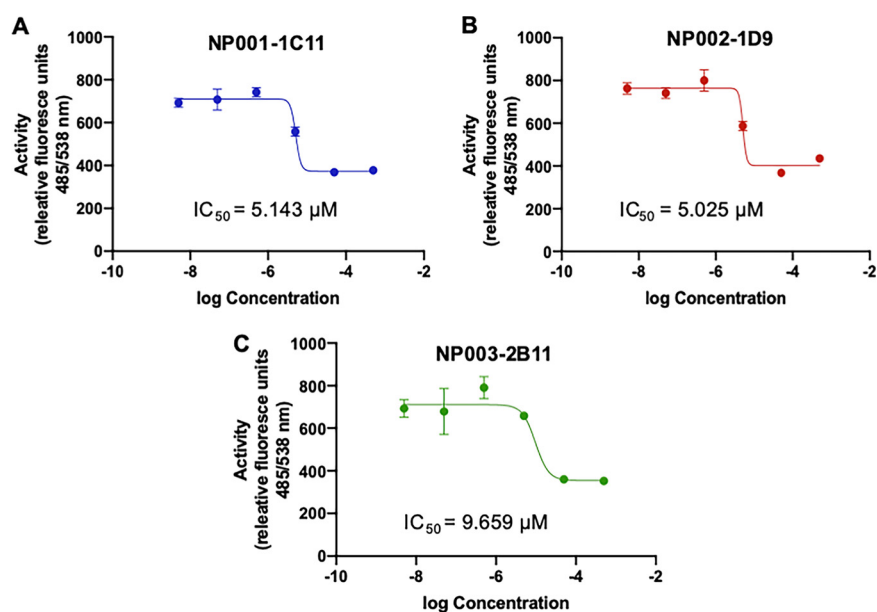 A
NP001-1C11
Activity
(releative fluoresce units
485/538 nm)
1000
800
600
400
200
0
IC50 = 5.143 µM
-10
-8
-6
-4
-2
log Concentration
B
NP002-1D9
Activity
(releative fluoresce units
485/538 nm)
1000
800
600
400
200
0
IC50 = 5.025 µM
-10
-8
-6
-4
-2
log Concentration
C
NP003-2B11
Activity
(releative fluoresce units
485/538 nm)
1000
800
600
400
200
0
IC50 = 9.659 µM
-10
-8
-6
-4
-2
log Concentration